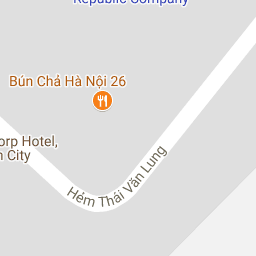 Republic Company
Bún Chả Hà Nội 26
orp Hotel,
City
Hẻm Thái Văn Lung